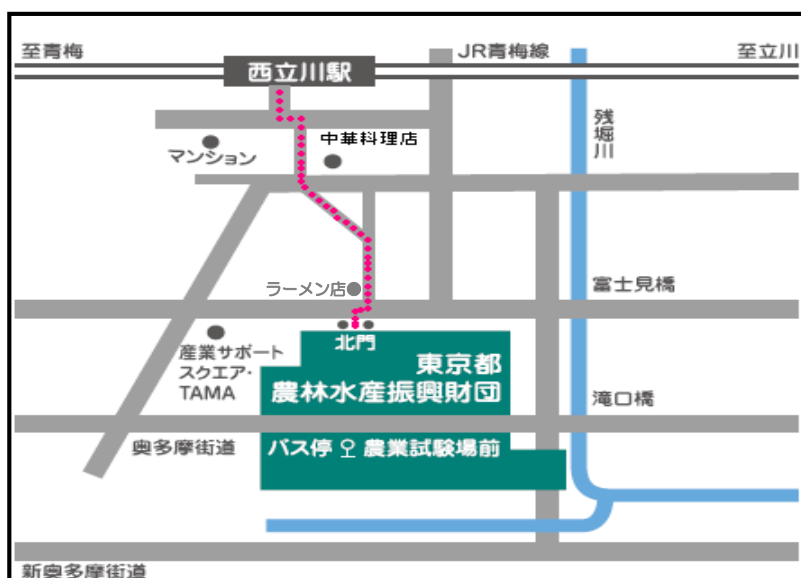 至青梅
JR青梅線
至立川
西立川駅
残堀川
中華料理店
マンション
ラーメン店
富士見橋
北門
産業サポート
スクエア・
TAMA
東京都
農林水産振興財団
滝口橋
奥多摩街道
バス停
農業試験場前
新奥多摩街道